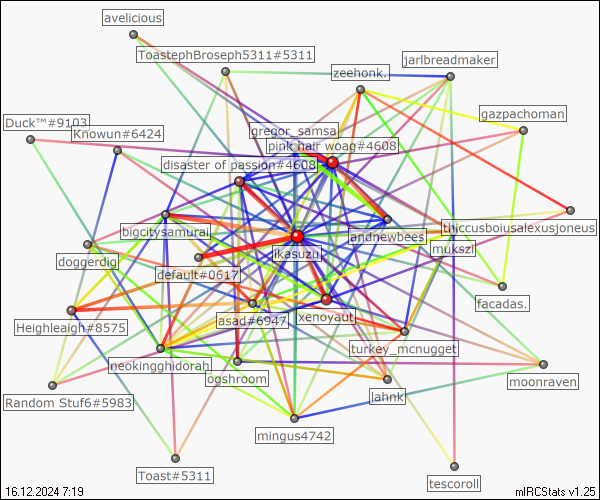 avelicious
ToastephBroseph5311#5311
jarlbreadmaker
zeehonk.
gazpachoman
Duck™#9103
Knowun#6424
gregor_samsa
pink hair woag#4608
disaster of passion#4608
bigcitysamurai
andnewbees
thiccusboiusalexusjoneus
mukszl
ikasuzu
doggerdig
default#0617
facadas.
Heighleaigh#8575
asad#6947
xenoyaut
turkey_mcnugget
neokingghidorah
ogshroom
moonraven
Random Stuf6#5983
lahnk
mingus4742
Toast#5311
tescoroll
16.12.2024 7:19
mIRCStats v1.25